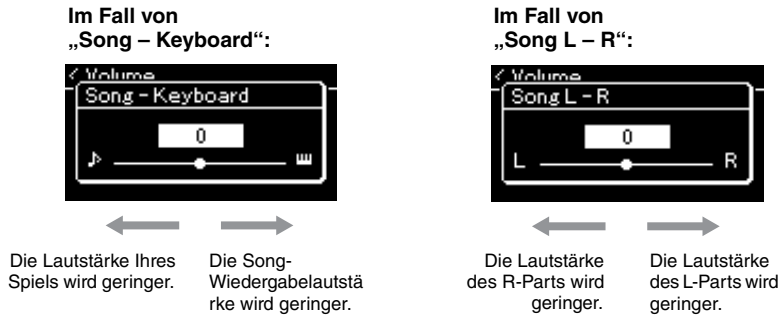 Im Fall von
„Song – Keyboard“:
Volume
Song – Keyboard
0
Die Lautstärke Ihres
Spiels wird geringer.
Die Song-
Wiedergabelautstä
rke wird geringer.
Im Fall von
„Song L – R“:
Volume
Song L – R
0
L
R
Die Lautstärke
des R-Parts wird
geringer.
Die Lautstärke
des L-Parts wird
geringer.